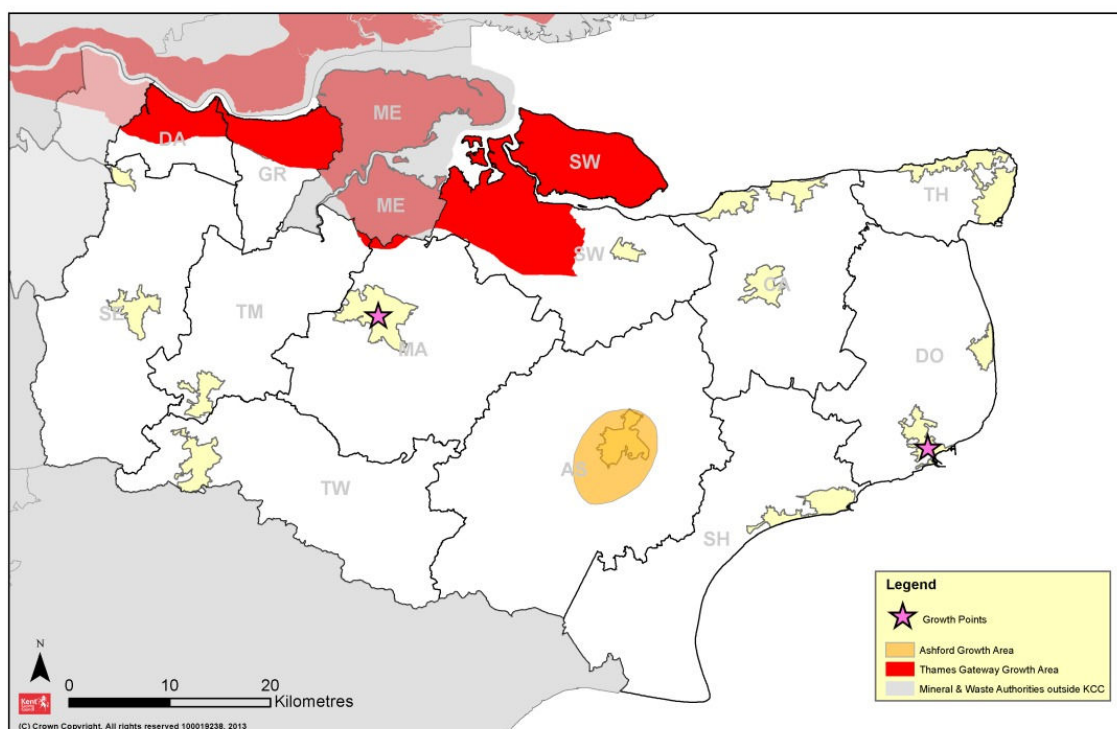 ME
DA
SW
GR
TH
ME
SW
CA
SE
TM
MA
DO
AS
TW
SH
Legend
Growth Points
Ashford Growth Area
Thames Gateway Growth Area
Mineral & Waste Authorities outside KCC
N
0 10 20
Kilometres
Kent
(C) Crown Copyright. All rights reserved 100019238, 2013